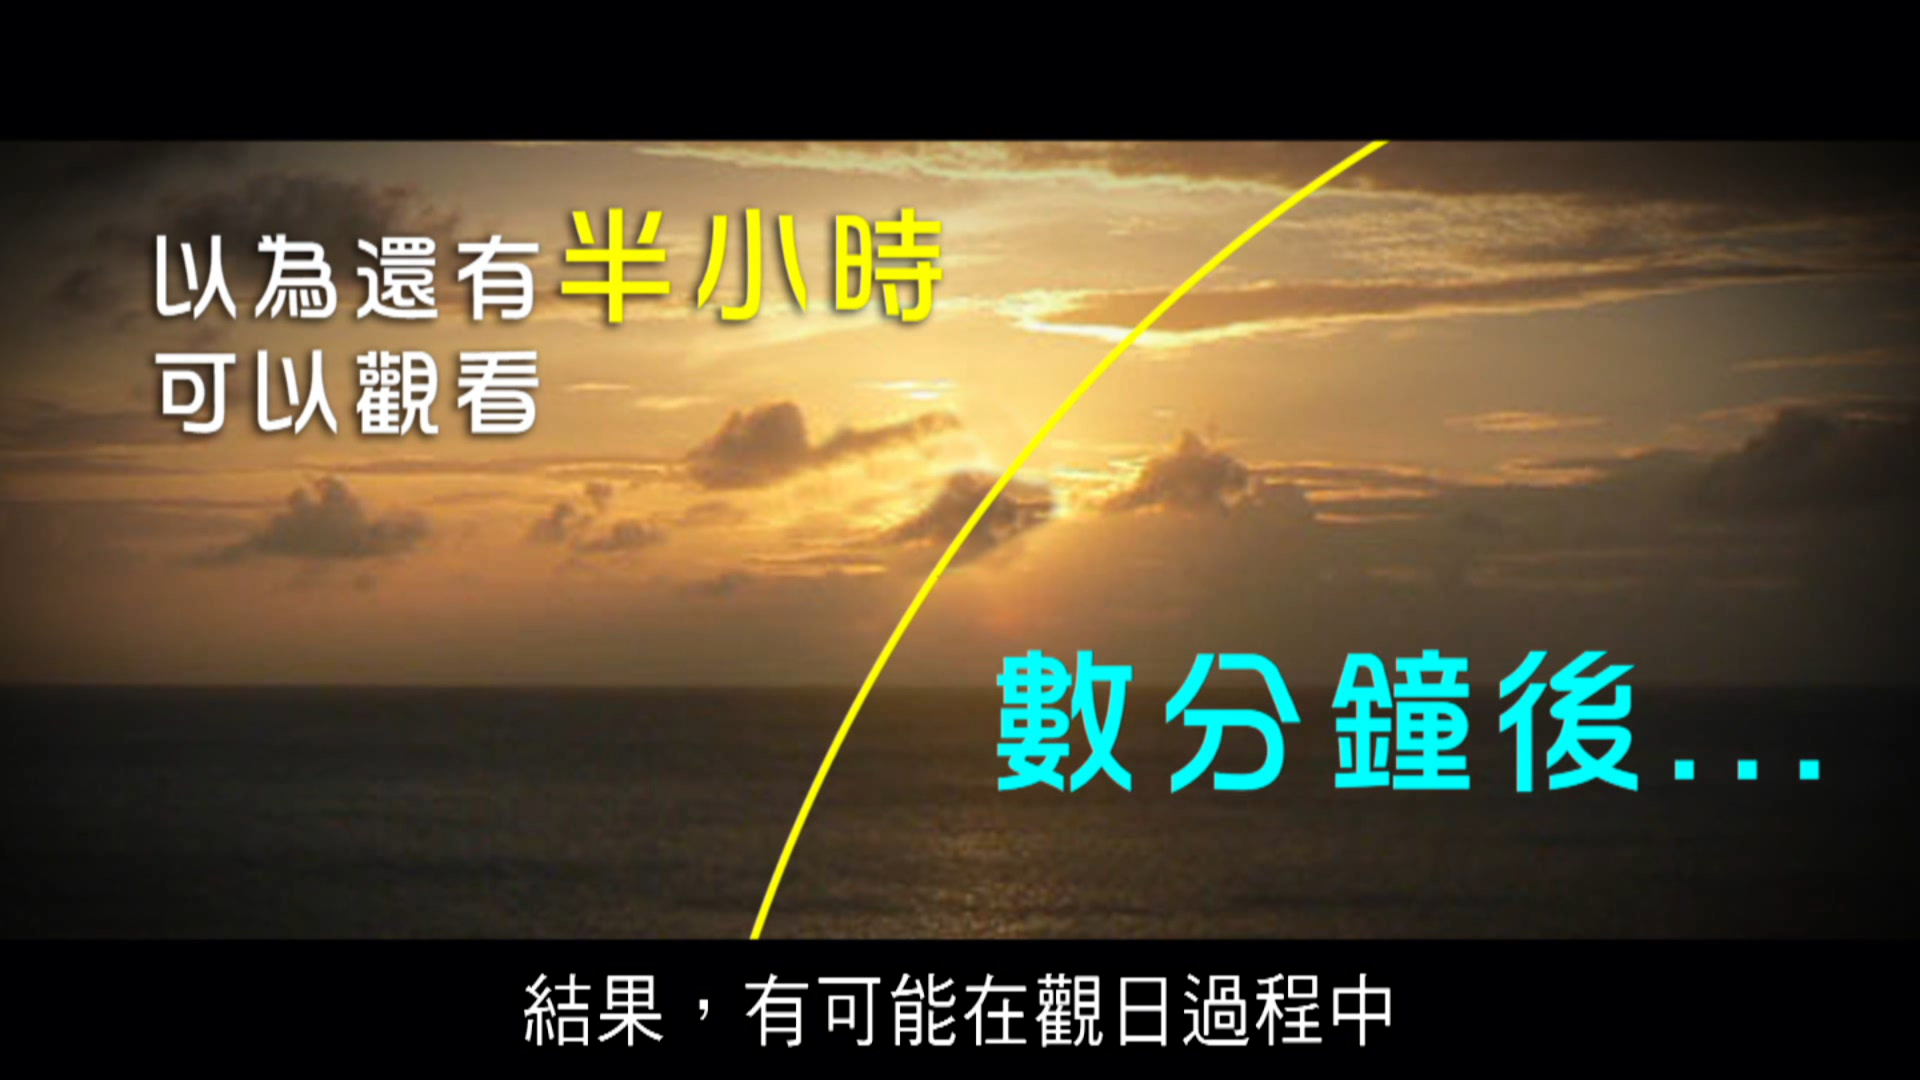 以為還有半小時
可以觀看
數分鐘後...
結果，有可能在觀日過程中